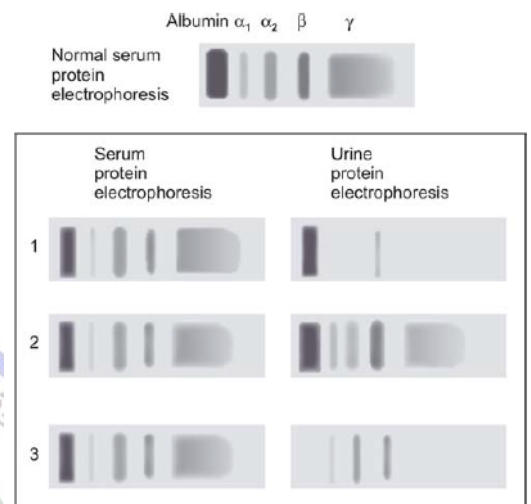 Albumin α₁ α₂ β γ
Normal serum
protein
electrophoresis
Serum
protein
electrophoresis
Urine
protein
electrophoresis
1
2
3